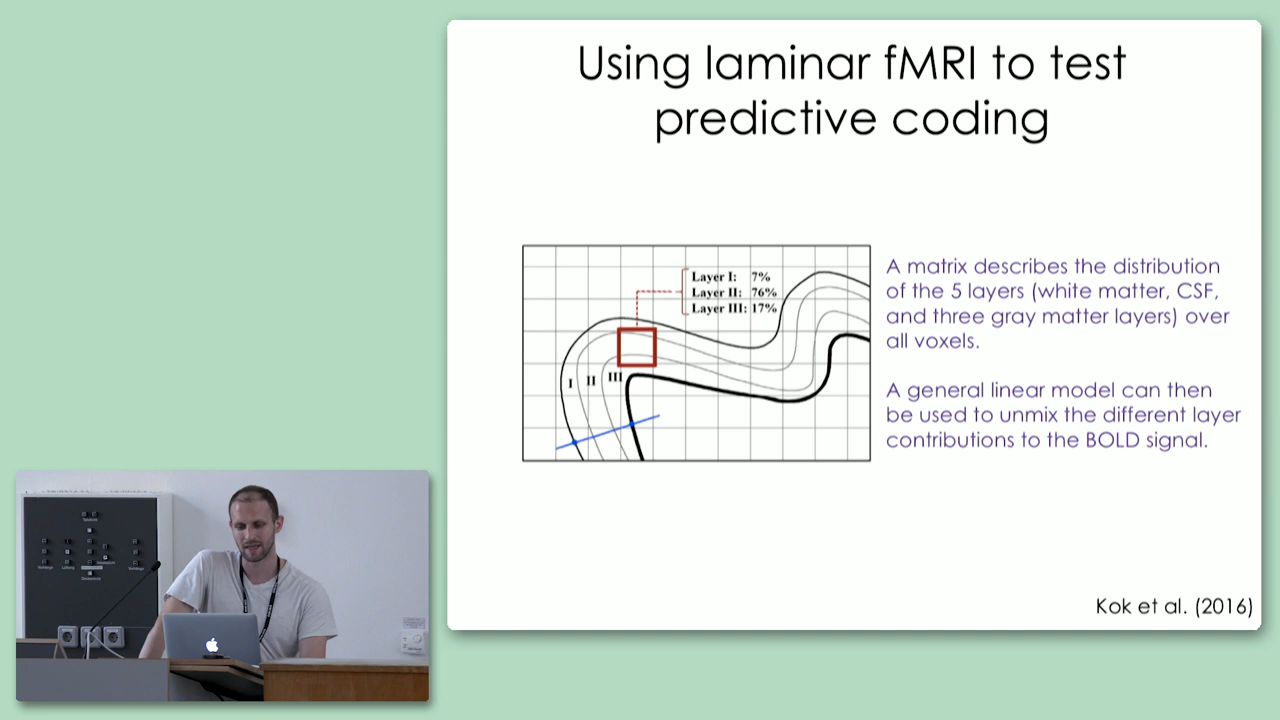 Using laminar fMRI to test
predictive coding
Layer I: 7%
Layer II: 76%
Layer III: 17%
I II III
A matrix describes the distribution
of the 5 layers (white matter, CSF,
and three gray matter layers) over
all voxels.
A general linear model can then
be used to unmix the different layer
contributions to the BOLD signal.
Kok et al. (2016)